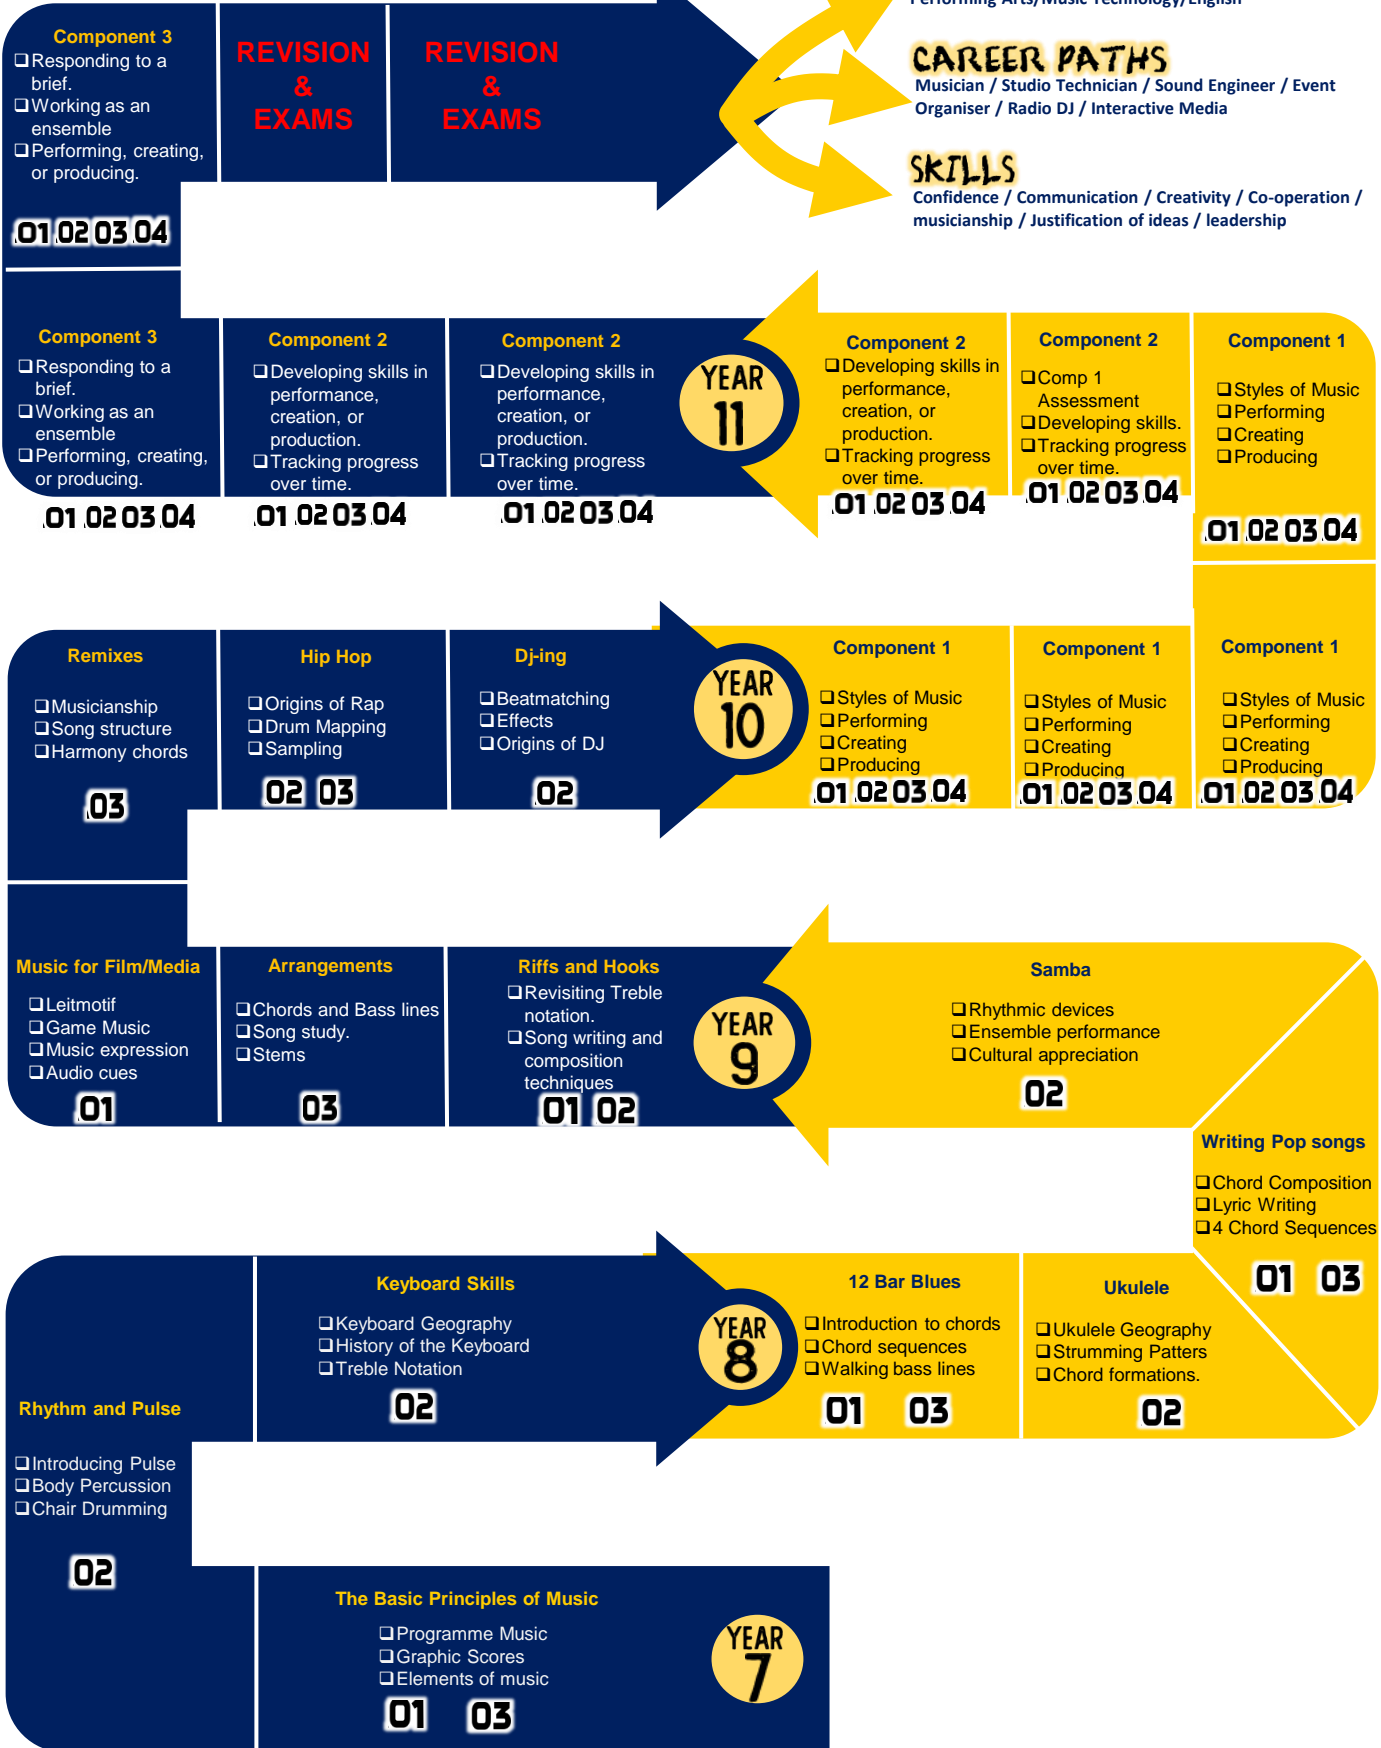 Performing Arts/Music Technology/English
Component 3
❑Responding to a
brief.
❑Working as an
ensemble
❑Performing, creating,
or producing.
01 02 03 04
REVISION
&
EXAMS
REVISION
&
EXAMS
CAREER PATHS
Musician / Studio Technician / Sound Engineer / Event
Organiser / Radio DJ / Interactive Media
SKILLS
Confidence / Communication / Creativity / Co-operation /
musicianship / Justification of ideas / leadership
Component 3
❑Responding to a
brief.
❑Working as an
ensemble
❑Performing, creating,
or producing.
01 02 03 04
Component 2
❑Developing skills in
performance,
creation, or
production.
❑Tracking progress
over time.
01 02 03 04
Component 2
❑Developing skills in
performance,
creation, or
production.
❑Tracking progress
over time.
01 02 03 04
YEAR
11
Component 2
❑Developing skills in
performance,
creation, or
production.
❑Tracking progress
over time.
01 02 03 04
Component 2
❑Comp 1
Assessment
❑Developing skills.
❑Tracking progress
over time.
01 02 03 04
Component 1
❑Styles of Music
❑Performing
❑Creating
❑Producing
01 02 03 04
Remixes
❑Musicianship
❑Song structure
❑Harmony chords
03
Hip Hop
❑Origins of Rap
❑Drum Mapping
❑Sampling
02 03
Dj-ing
❑Beatmatching
❑Effects
❑Origins of DJ
02
YEAR
10
Component 1
❑Styles of Music
❑Performing
❑Creating
❑Producing
01 02 03 04
Component 1
❑Styles of Music
❑Performing
❑Creating
❑Producing
01 02 03 04
Component 1
❑Styles of Music
❑Performing
❑Creating
❑Producing
01 02 03 04
Music for Film/Media
❑Leitmotif
❑Game Music
❑Music expression
❑Audio cues
01
Arrangements
❑Chords and Bass lines
❑Song study.
❑Stems
03
Riffs and Hooks
❑Revisiting Treble
notation.
❑Song writing and
composition
techniques
01 02
YEAR
9
Samba
❑Rhythmic devices
❑Ensemble performance
❑Cultural appreciation
02
Writing Pop songs
❑Chord Composition
❑Lyric Writing
❑4 Chord Sequences
01 03
Rhythm and Pulse
❑Introducing Pulse
❑Body Percussion
❑Chair Drumming
02
Keyboard Skills
❑Keyboard Geography
❑History of the Keyboard
❑Treble Notation
02
YEAR
8
12 Bar Blues
❑Introduction to chords
❑Chord sequences
❑Walking bass lines
01 03
Ukulele
❑Ukulele Geography
❑Strumming Patters
❑Chord formations.
02
The Basic Principles of Music
❑Programme Music
❑Graphic Scores
❑Elements of music
01 03
YEAR
7